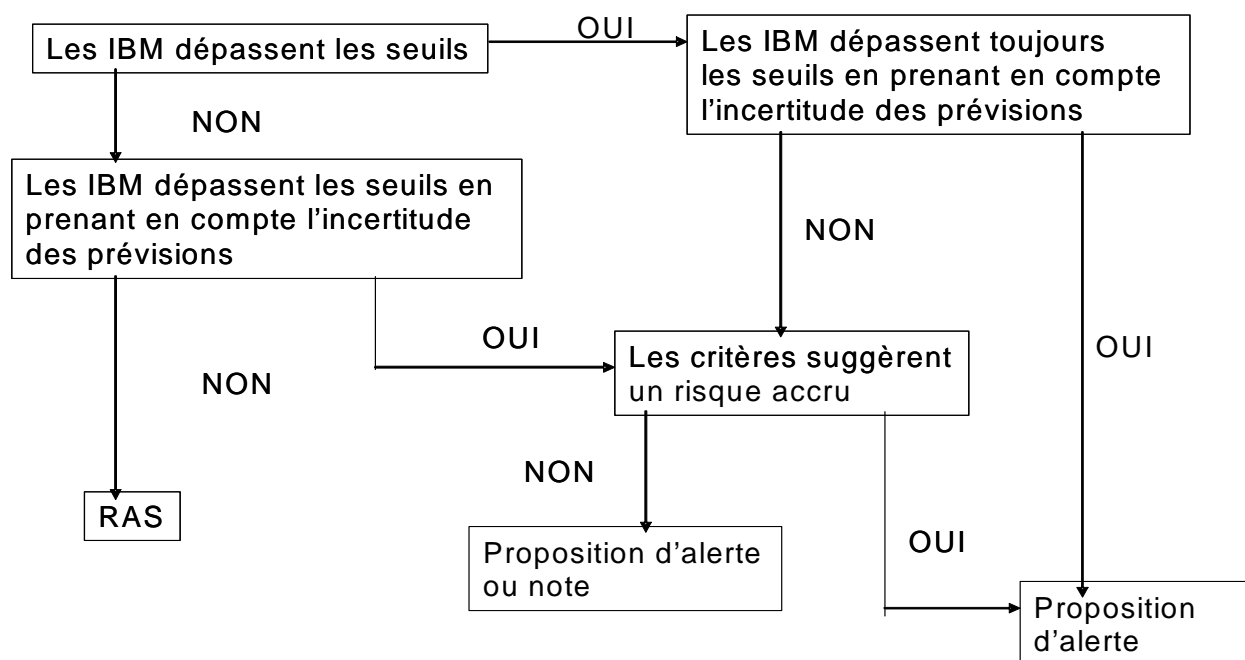 Les IBM dépassent les seuils
OUI
Les IBM dépassent toujours
les seuils en prenant en compte
l'incertitude des prévisions
NON
Les IBM dépassent les seuils en
prenant en compte l'incertitude
des prévisions
NON
OUI
Les critères suggèrent
un risque accru
OUI
NON
NON
RAS
Proposition d'alerte
ou note
OUI
Proposition
d'alerte